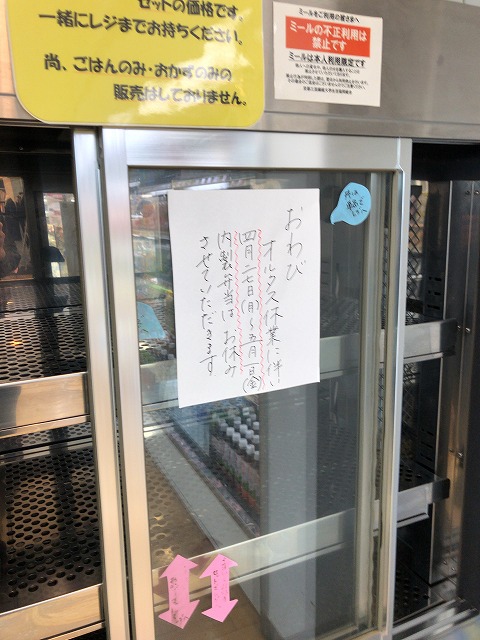 セットの価格です。
一緒にレジまでお持ちください。
尚、ごはんのみ・おかずのみの
販売はしておりません。
ミールをご利用の皆さまへ
ミールの不正利用は
禁止です
ミールは本人利用限定です
おわび
オルタス休業に伴い
四月二七日(月)〜五月一日(金)
内製弁当は お休み
させていただきます